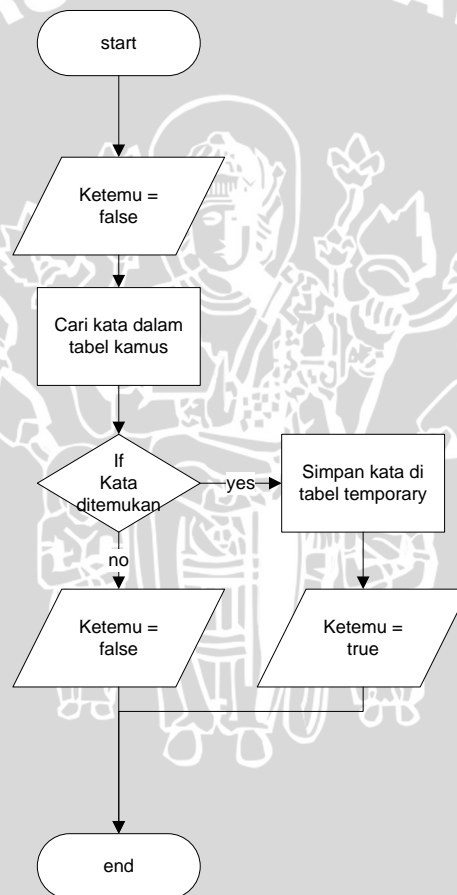 start
Ketemu =
false
Cari kata dalam
tabel kamus
If
Kata
ditemukan
yes
Simpan kata di
tabel temporary
no
Ketemu =
false
Ketemu =
true
end